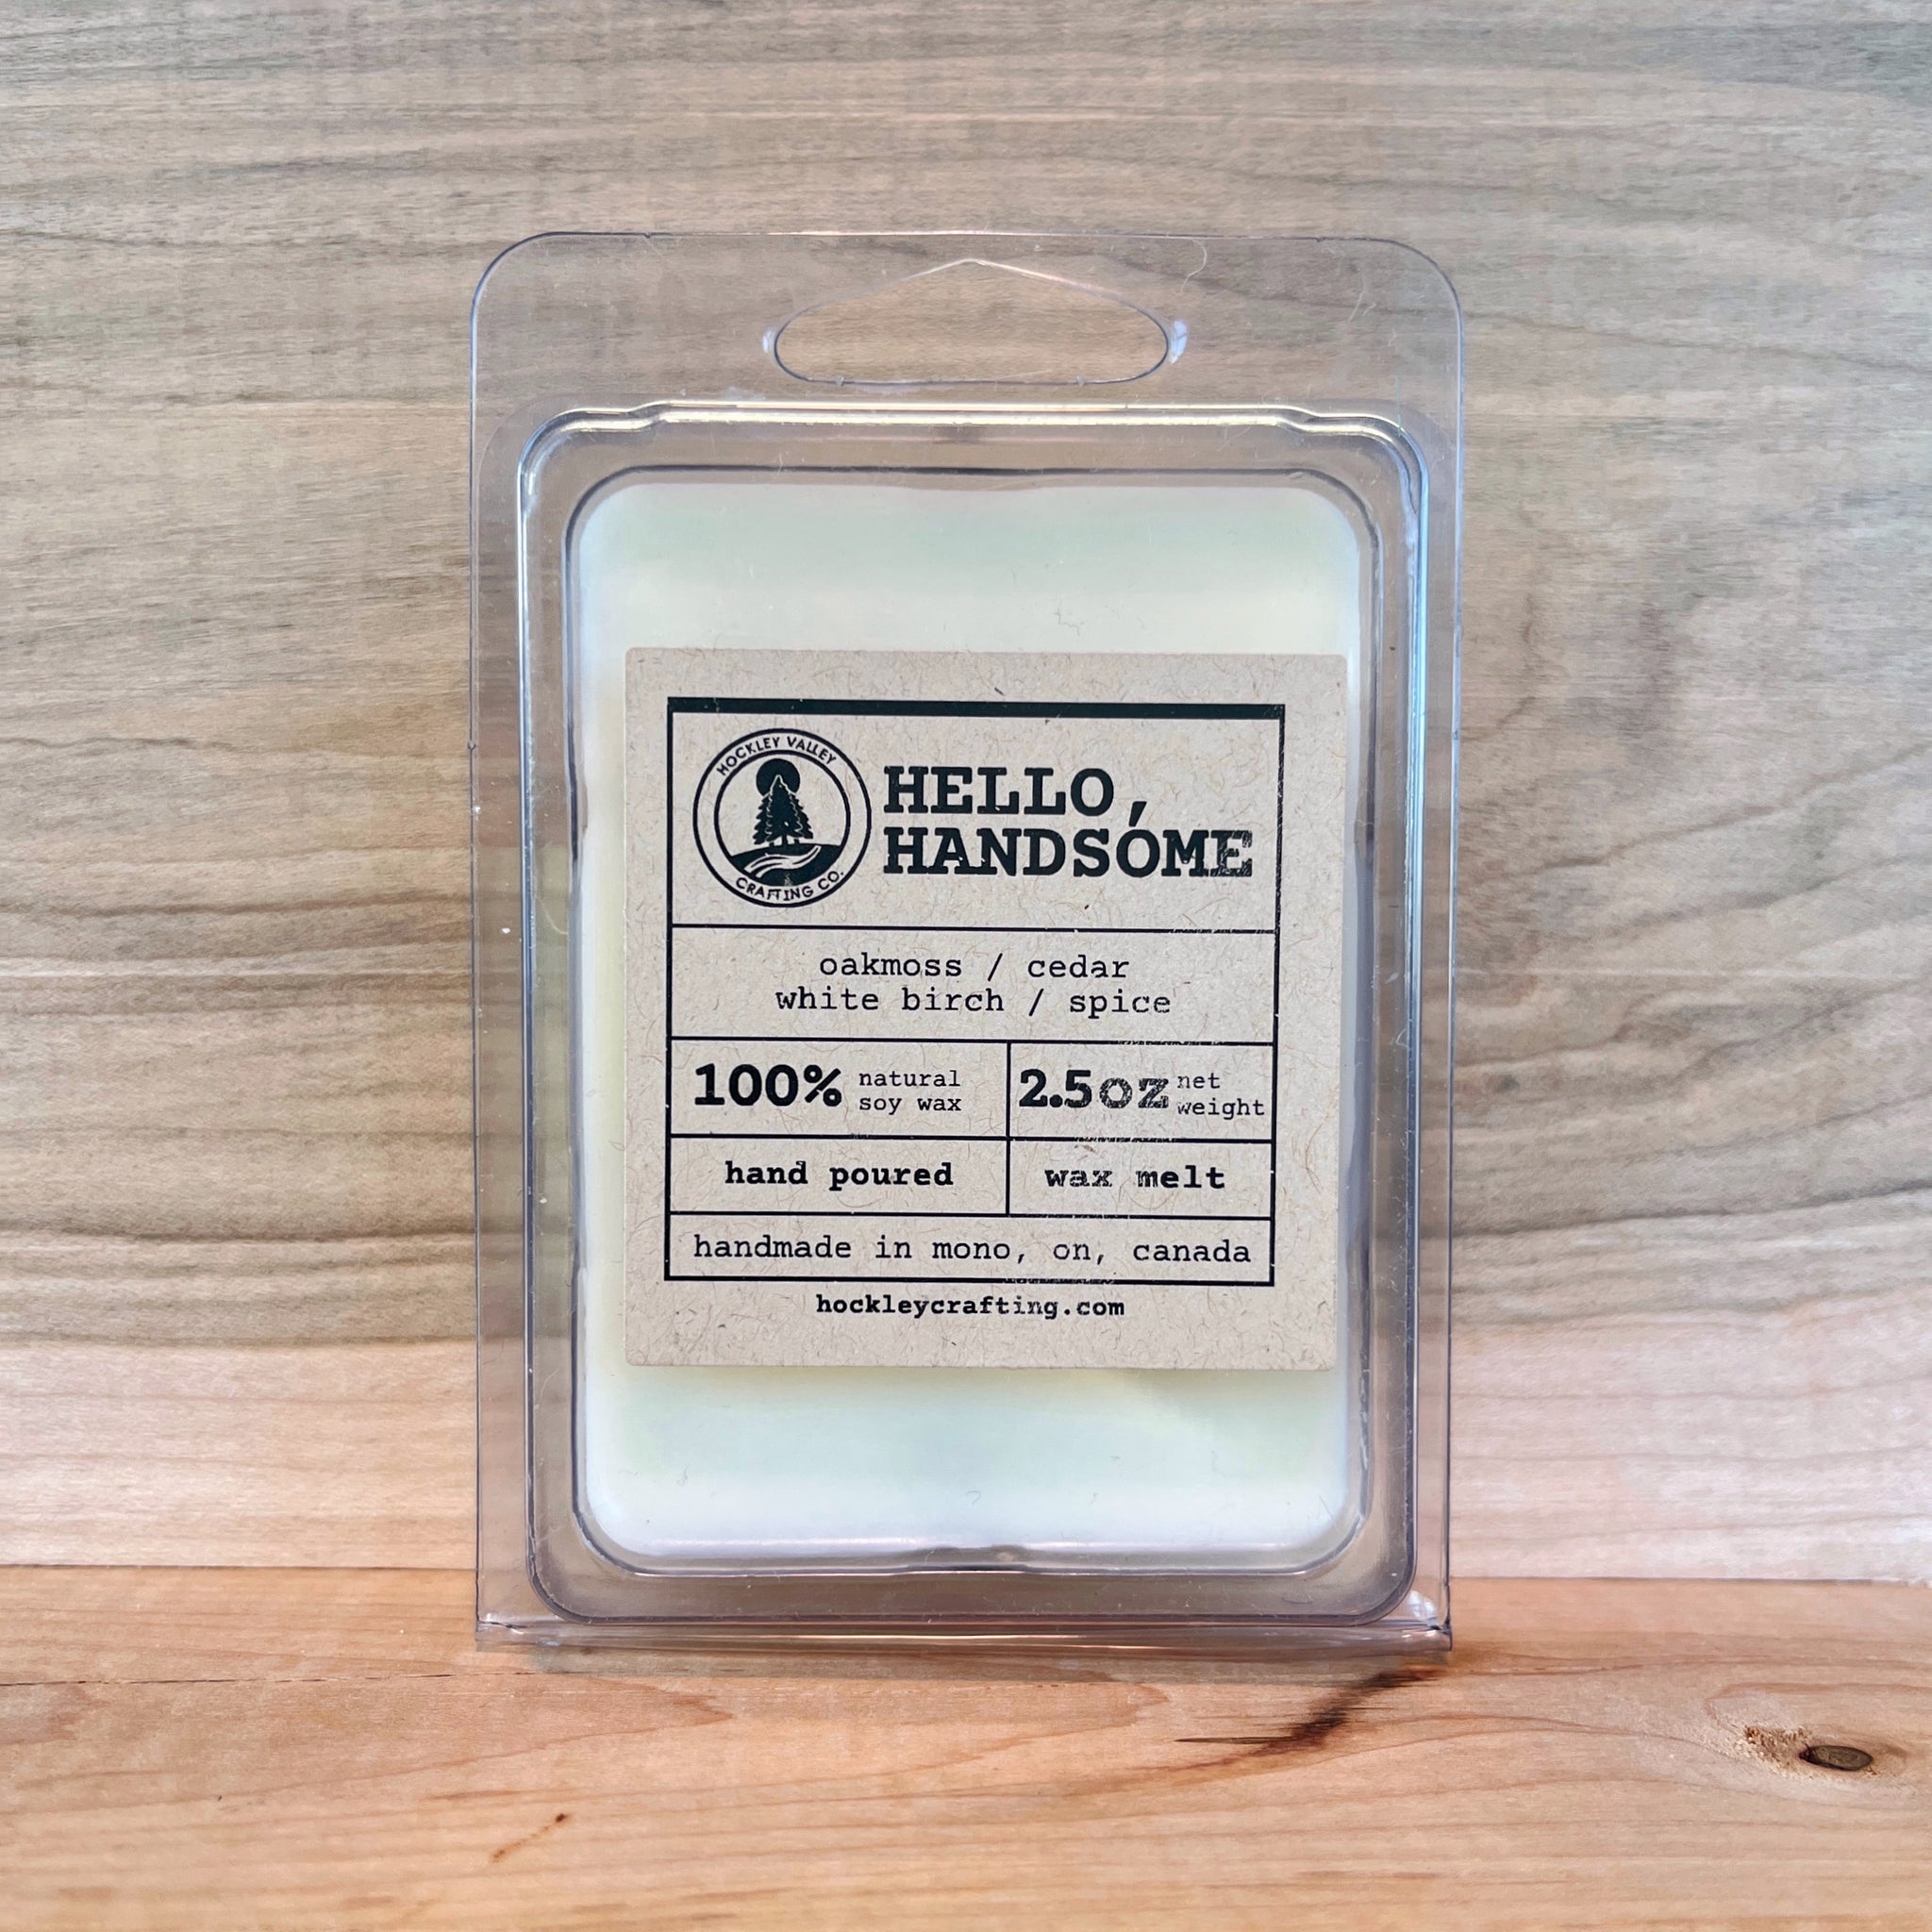 HOCKLEY VALLEY
CRAFTING CO.
HELLO,
HANDSOME
oakmoss / cedar
white birch / spice
100% natural soy wax
2.5oz net weight
hand poured
wax melt
handmade in mono, on, canada
hockleycrafting.com